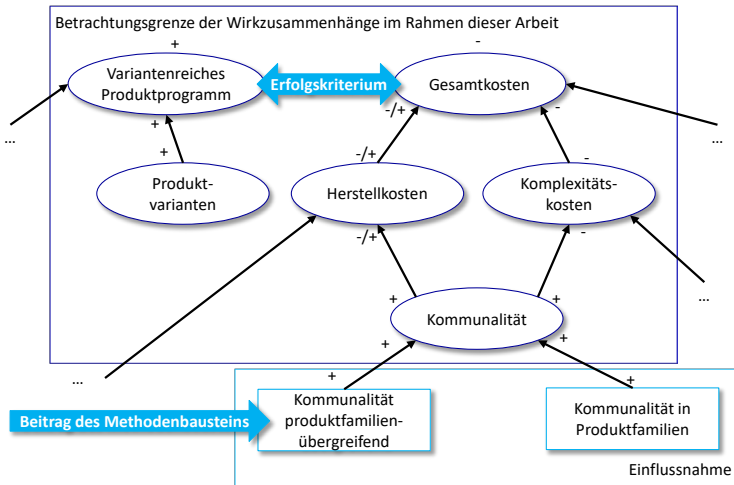 Betrachtungsgrenze der Wirkzusammenhänge im Rahmen dieser Arbeit
+
-
Variantenreiches
Produktprogramm
Erfolgskriterium
Gesamtkosten
-/+
-
+
...
...
+
-/+
-
Produkt-
varianten
Herstellkosten
Komplexitäts-
kosten
-/+
-
...
+
+
Kommunalität
+
+
...
+
+
Kommunalität
produktfamilien-
übergreifend
Kommunalität in
Produktfamilien
Beitrag des Methodenbausteins
Einflussnahme